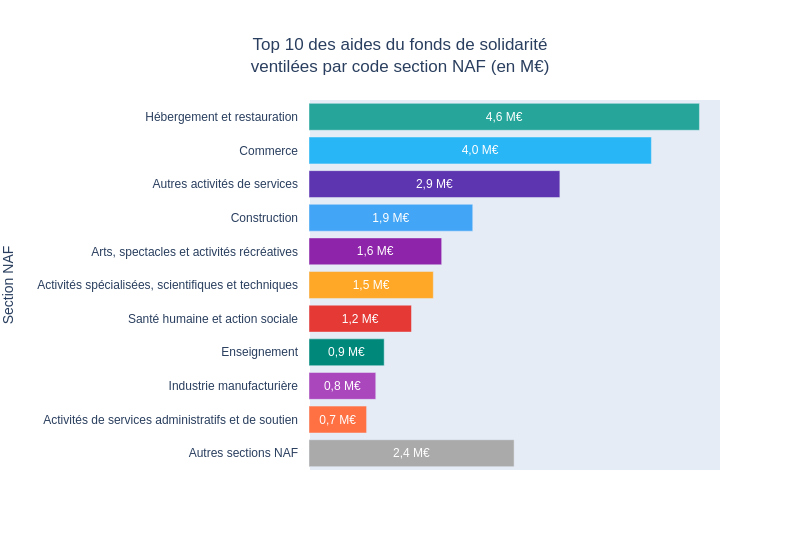 Top 10 des aides du fonds de solidarité
ventilées par code section NAF (en M€)
Section NAF
Hébergement et restauration 4,6 M€
Commerce 4,0 M€
Autres activités de services 2,9 M€
Construction 1,9 M€
Arts, spectacles et activités récréatives 1,6 M€
Activités spécialisées, scientifiques et techniques 1,5 M€
Santé humaine et action sociale 1,2 M€
Enseignement 0,9 M€
Industrie manufacturière 0,8 M€
Activités de services administratifs et de soutien 0,7 M€
Autres sections NAF 2,4 M€